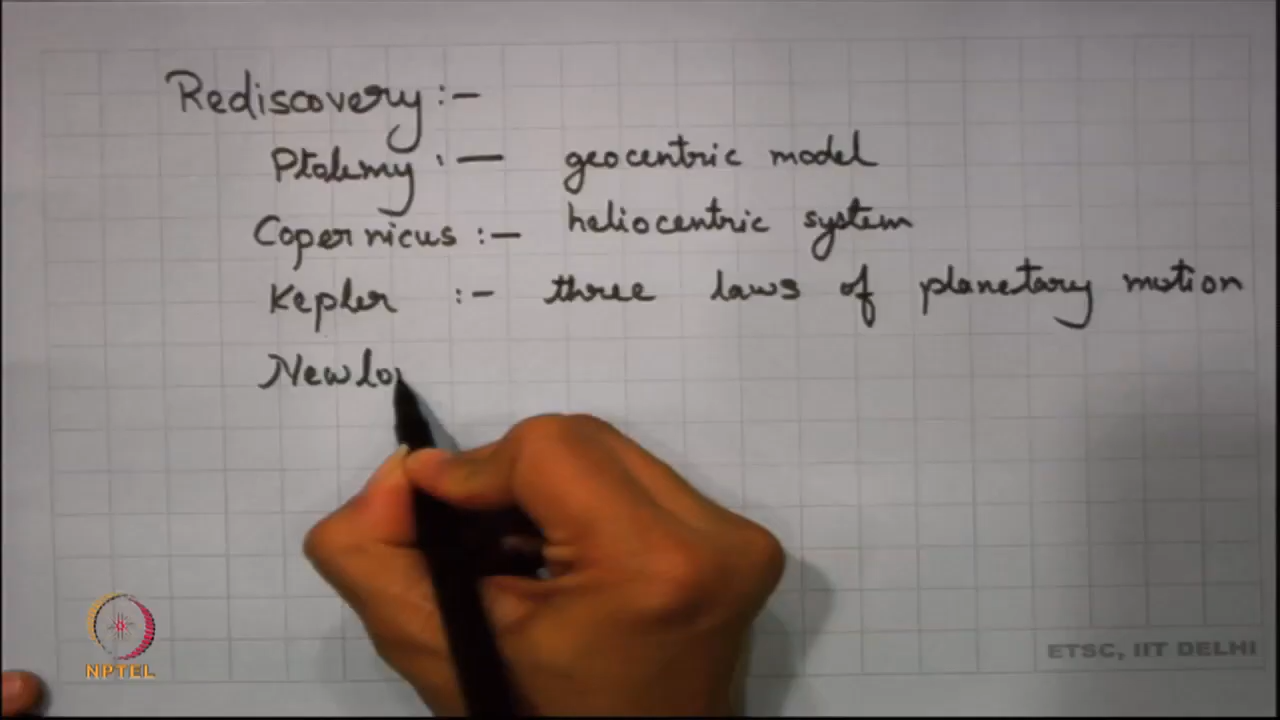 Rediscovery :-
Ptolemy :- geocentric model
Copernicus :- heliocentric system
Kepler :- three laws of planetary motion
Newto
NPTEL
ETSC, IIT DELHI